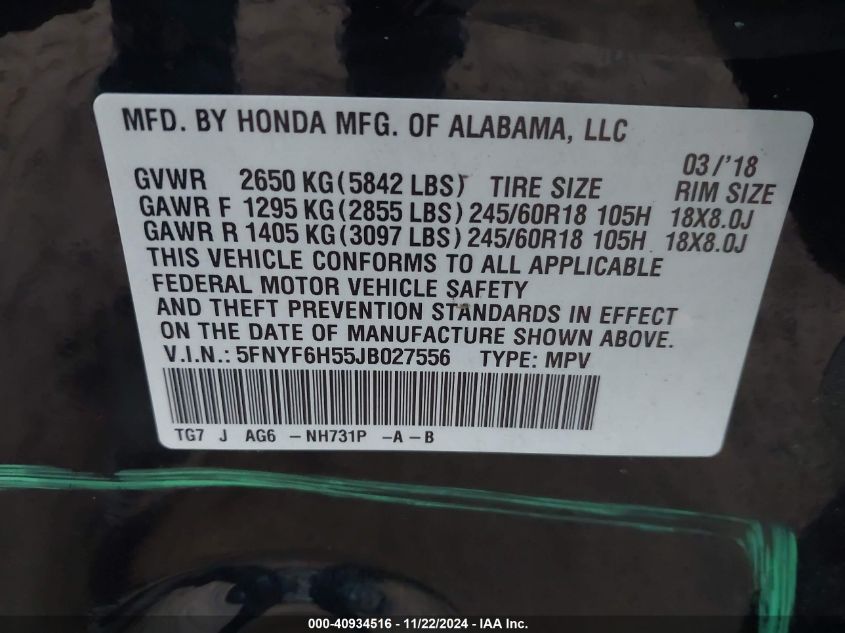 MFD. BY HONDA MFG. OF ALABAMA, LLC
03/'18
GVWR 2650 KG(5842 LBS) TIRE SIZE RIM SIZE
GAWR F 1295 KG(2855 LBS) 245/60R18 105H 18X8.0J
GAWR R 1405 KG(3097 LBS) 245/60R18 105H 18X8.0J
THIS VEHICLE CONFORMS TO ALL APPLICABLE
FEDERAL MOTOR VEHICLE SAFETY
AND THEFT PREVENTION STANDARDS IN EFFECT
ON THE DATE OF MANUFACTURE SHOWN ABOVE.
V.I.N.: 5FNYF6H55JB027556 TYPE: MPV
TG7 J AG6 -NH731P -A-B
000-40934516 - 11/22/2024 - IAA Inc.